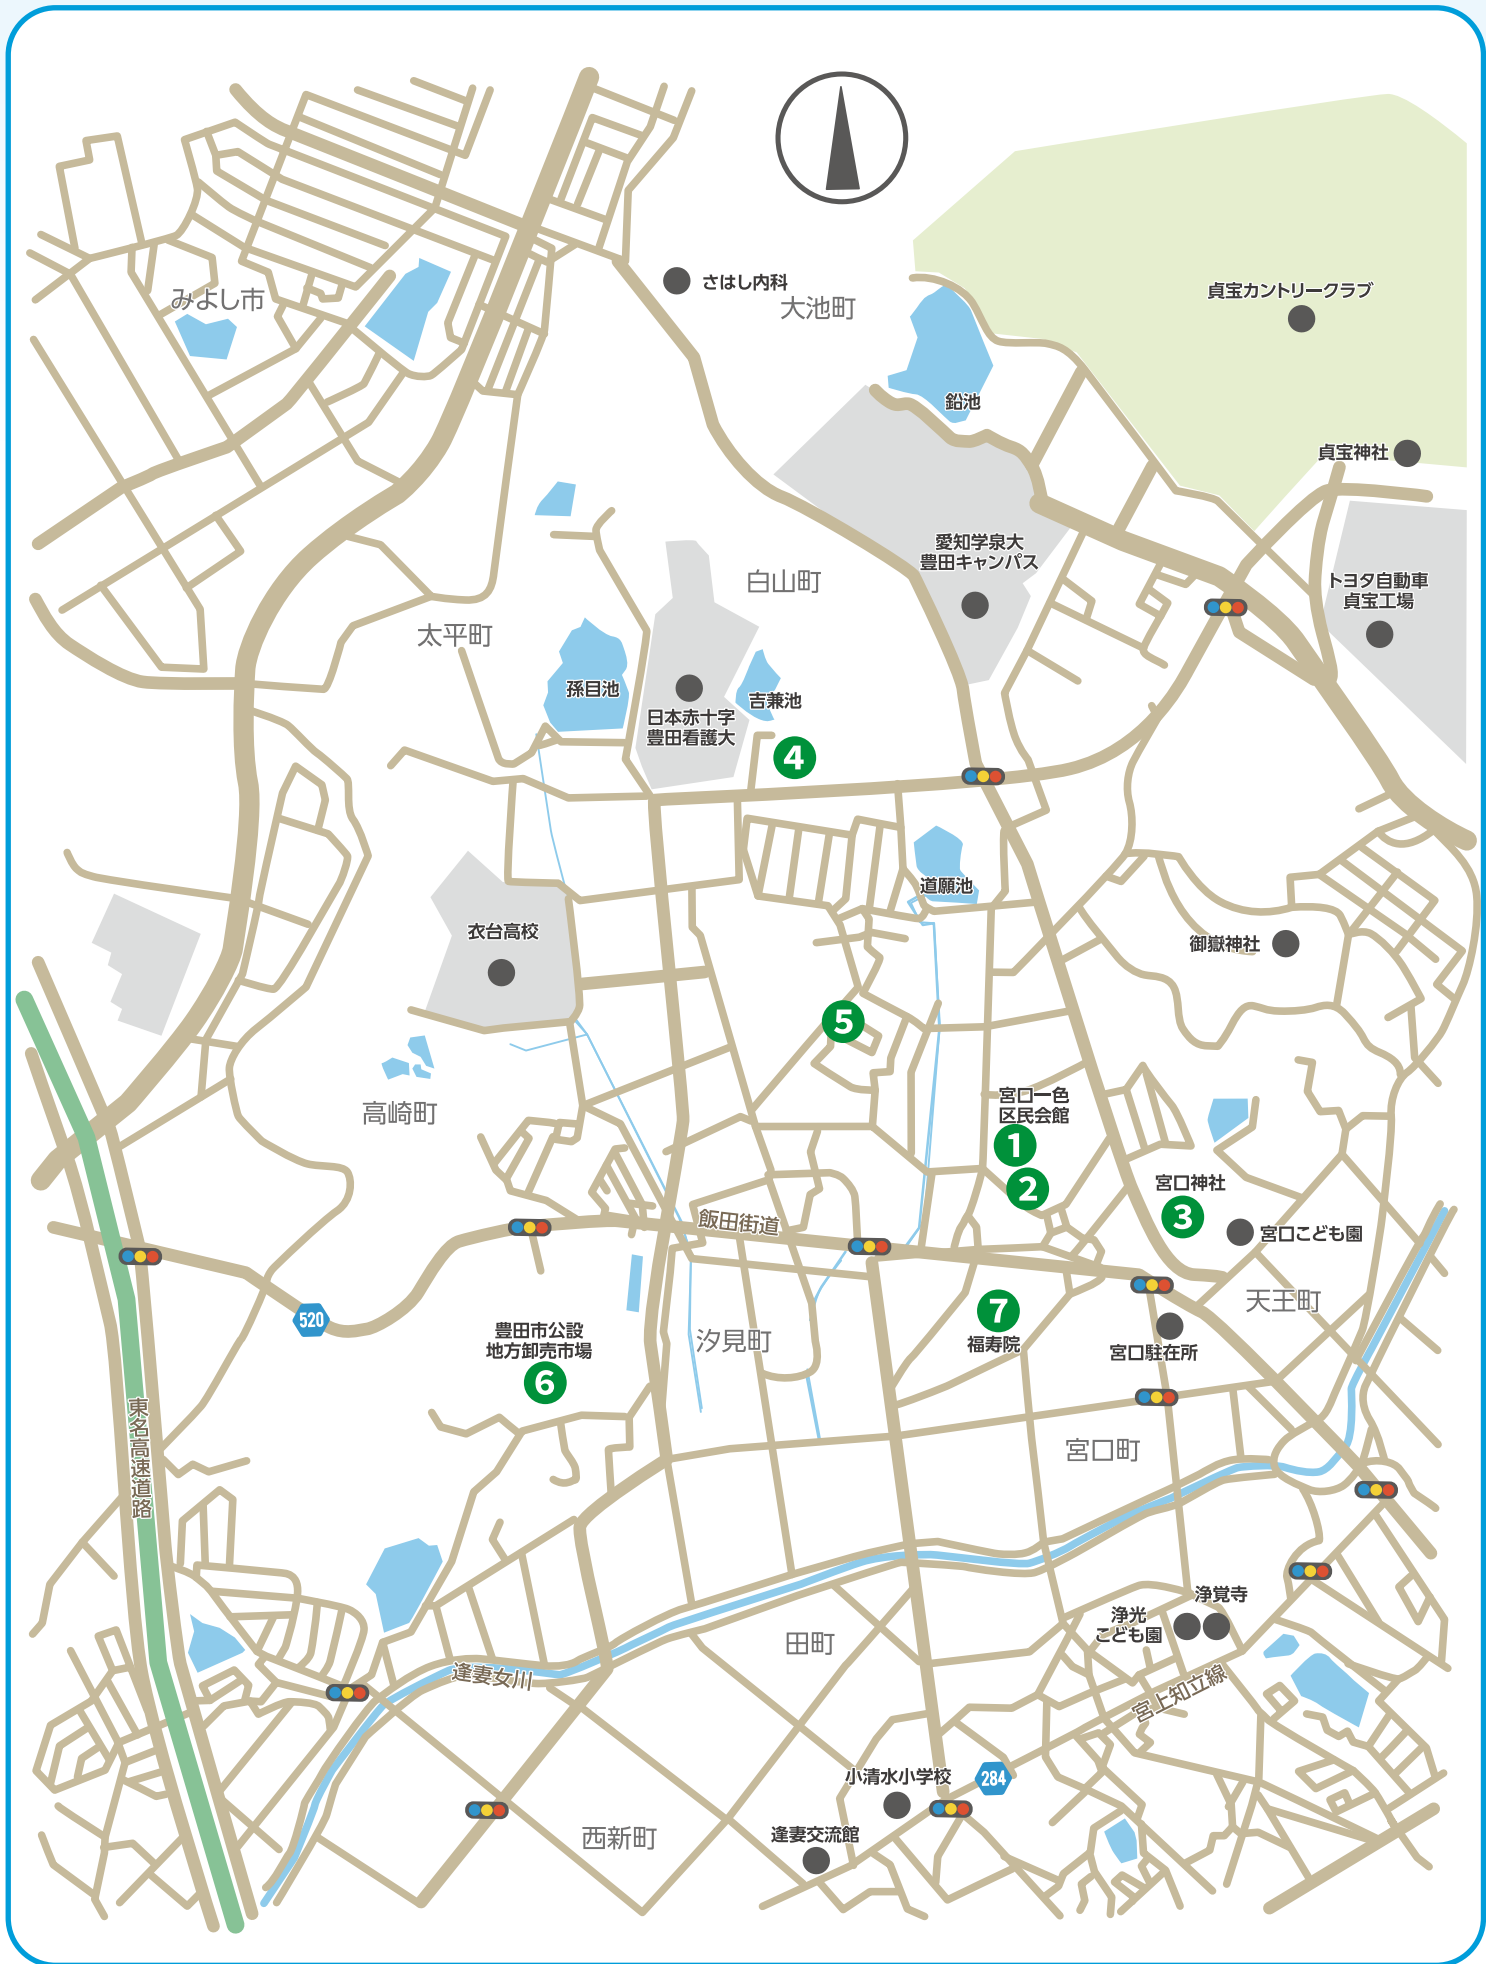 さはし内科
大池町
貞宝カントリークラブ
みよし市
鉛池
貞宝神社
愛知学泉大
豊田キャンパス
白山町
トヨタ自動車
貞宝工場
太平町
孫目池
日本赤十字
豊田看護大
吉兼池
4
道願池
衣台高校
御嶽神社
5
高崎町
宮口一色
区民会館
1
2
宮口神社
3
宮口こども園
飯田街道
天王町
520
7
福寿院
豊田市公設
地方卸売市場
6
汐見町
宮口駐在所
東名高速道路
宮口町
浄覚寺
浄光
こども園
田町
逢妻女川
宮上知立線
小清水小学校
284
逢妻交流館
西新町